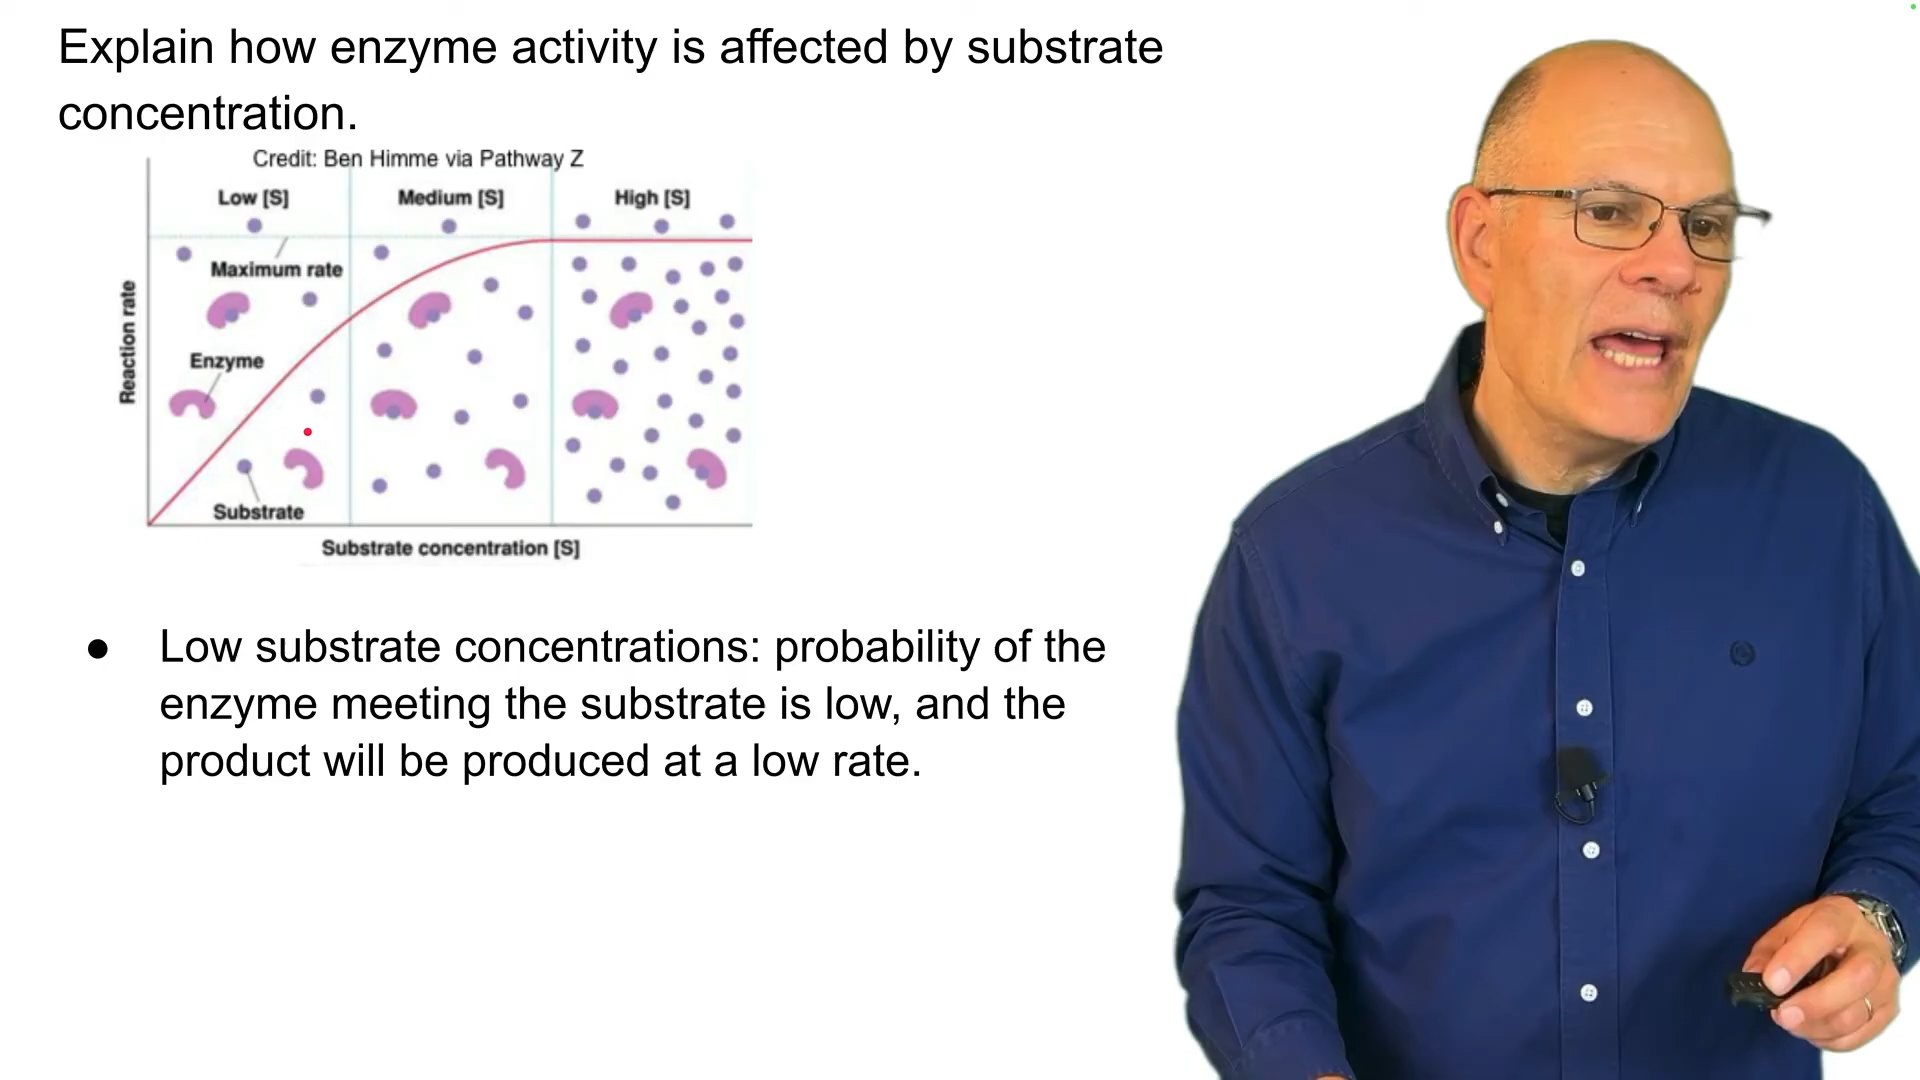 Explain how enzyme activity is affected by substrate
concentration.
Credit: Ben Himme via Pathway Z
Low [S]
Medium [S]
High [S]
Maximum rate
Reaction rate
Enzyme
Substrate
Substrate concentration [S]
● Low substrate concentrations: probability of the
enzyme meeting the substrate is low, and the
product will be produced at a low rate.